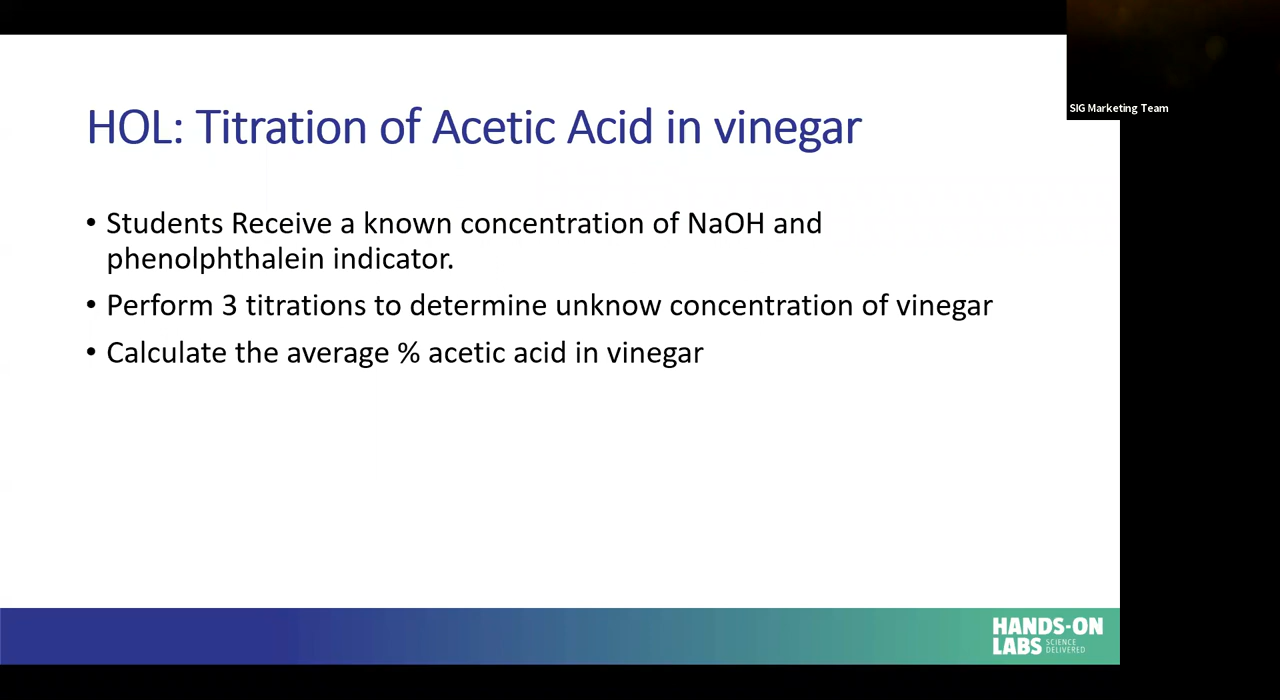 SIG Marketing Team
HOL: Titration of Acetic Acid in vinegar
• Students Receive a known concentration of NaOH and
phenolphthalein indicator.
• Perform 3 titrations to determine unknow concentration of vinegar
• Calculate the average % acetic acid in vinegar
HANDS-ON
LABS SCIENCE
DELIVERED